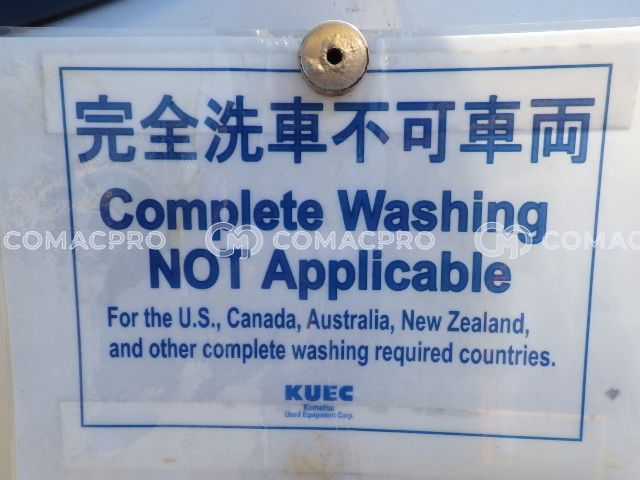 完全洗車不可車両
Complete Washing
COMACPRO COMACPRO COMACPRO
NOT Applicable
For the U.S., Canada, Australia, New Zealand,
and other complete washing required countries.
KUEC
Komatsu
Used Equipment Corp.